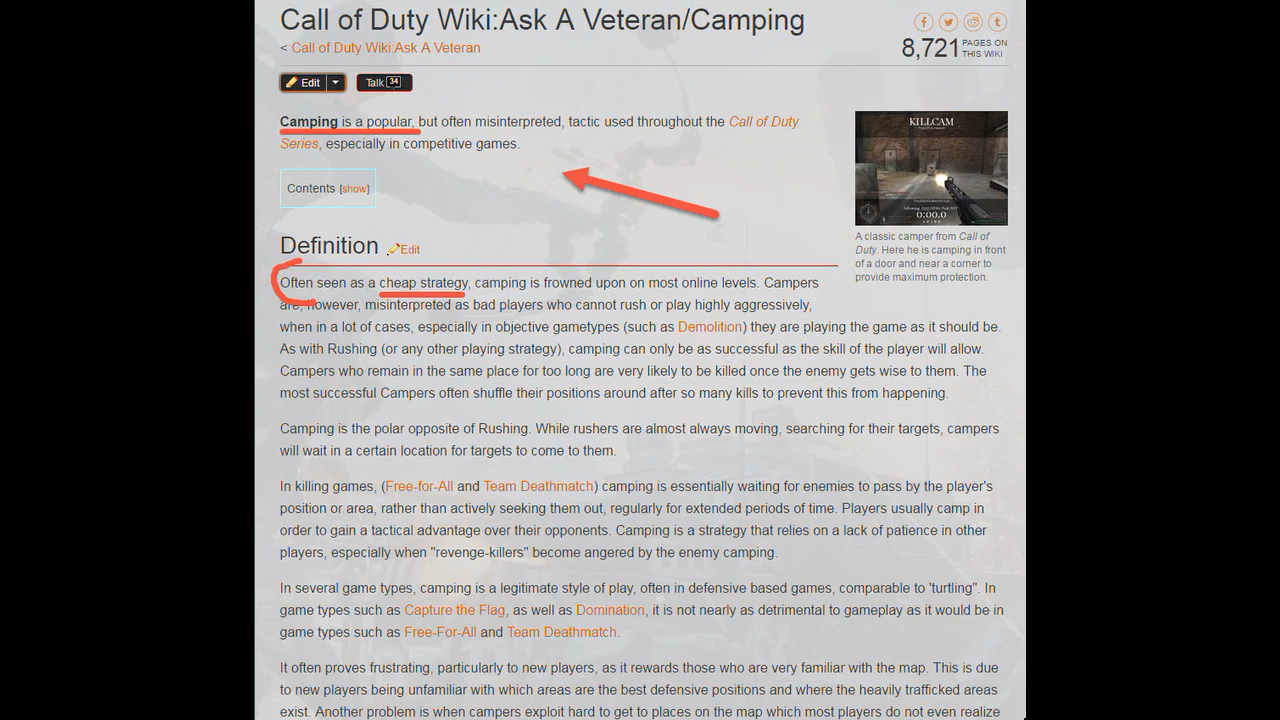 Call of Duty Wiki:Ask A Veteran/Camping
< Call of Duty Wiki:Ask A Veteran
8,721 PAGES ON THIS WIKI
Edit
Talk 34
Camping is a popular, but often misinterpreted, tactic used throughout the Call of Duty
Series, especially in competitive games.
Contents [show]
KILLCAM
0:00.0
A classic camper from Call of
Duty. Here he is camping in front
of a door and near a corner to
provide maximum protection.
Definition Edit
Often seen as a cheap strategy, camping is frowned upon on most online levels. Campers
are, however, misinterpreted as bad players who cannot rush or play highly aggressively,
when in a lot of cases, especially in objective gametypes (such as Demolition) they are playing the game as it should be.
As with Rushing (or any other playing strategy), camping can only be as successful as the skill of the player will allow.
Campers who remain in the same place for too long are very likely to be killed once the enemy gets wise to them. The
most successful Campers often shuffle their positions around after so many kills to prevent this from happening.
Camping is the polar opposite of Rushing. While rushers are almost always moving, searching for their targets, campers
will wait in a certain location for targets to come to them.
In killing games, (Free-for-All and Team Deathmatch) camping is essentially waiting for enemies to pass by the player's
position or area, rather than actively seeking them out, regularly for extended periods of time. Players usually camp in
order to gain a tactical advantage over their opponents. Camping is a strategy that relies on a lack of patience in other
players, especially when "revenge-killers" become angered by the enemy camping.
In several game types, camping is a legitimate style of play, often in defensive based games, comparable to 'turtling". In
game types such as Capture the Flag, as well as Domination, it is not nearly as detrimental to gameplay as it would be in
game types such as Free-For-All and Team Deathmatch.
It often proves frustrating, particularly to new players, as it rewards those who are very familiar with the map. This is due
to new players being unfamiliar with which areas are the best defensive positions and where the heavily trafficked areas
exist. Another problem is when campers exploit hard to get to places on the map which most players do not even realize